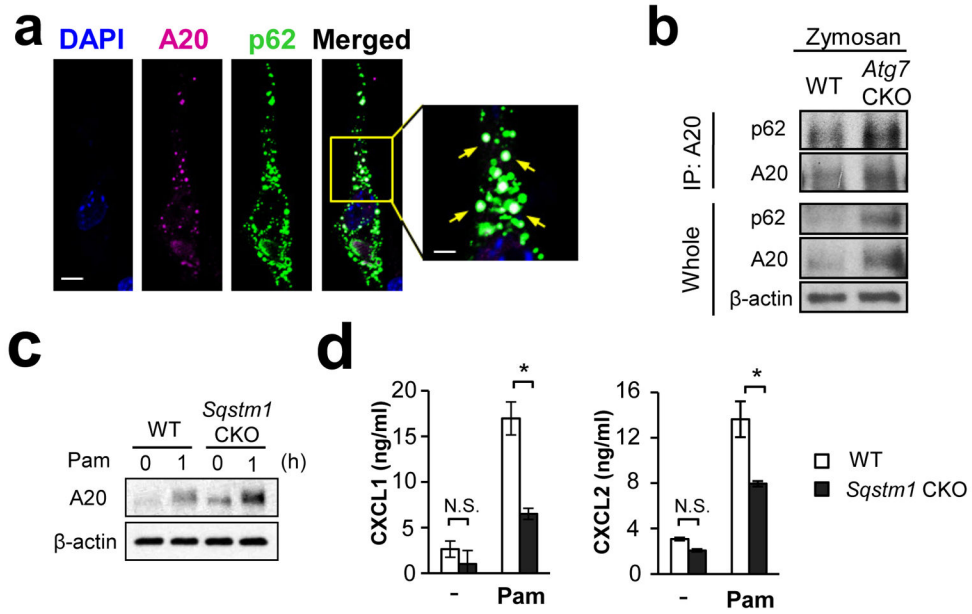 a
DAPI A20 p62 Merged
b
Zymosan
WT Atg7 CKO
IP: A20
p62
A20
Whole
p62
A20
β-actin
c
WT Sqstm1 CKO
Pam 0 1 0 1 (h)
A20
β-actin
d
CXCL1 (ng/ml)
20
15
10
5
0
N.S.
*
- Pam
CXCL2 (ng/ml)
16
12
8
4
0
N.S.
*
- Pam
WT
Sqstm1 CKO